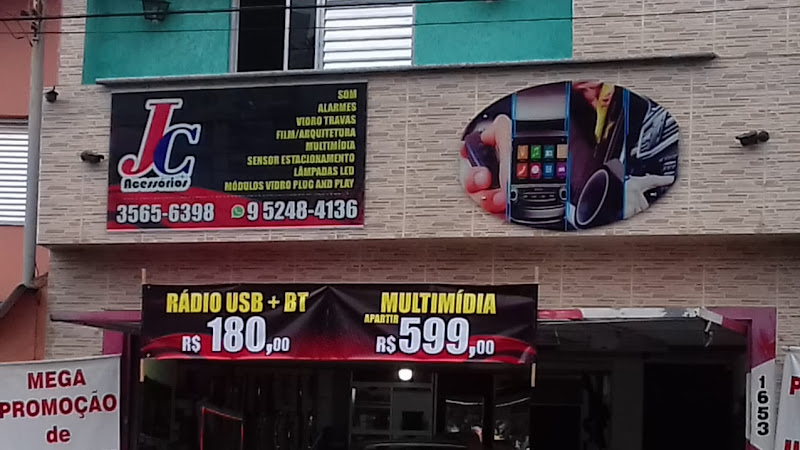 JC
Acessórios
SOM
ALARMES
VIDRO TRAVAS
FILM/ARQUITETURA
MULTIMÍDIA
SENSOR ESTACIONAMENTO
LÂMPADAS LED
MÓDULOS VIDRO PLUG AND PLAY
3565-6398 9 5248-4136
RÁDIO USB + BT
R$ 180,00
MULTIMÍDIA
APARTIR
R$ 599,00
MEGA
PROMOÇÃO
de
1653